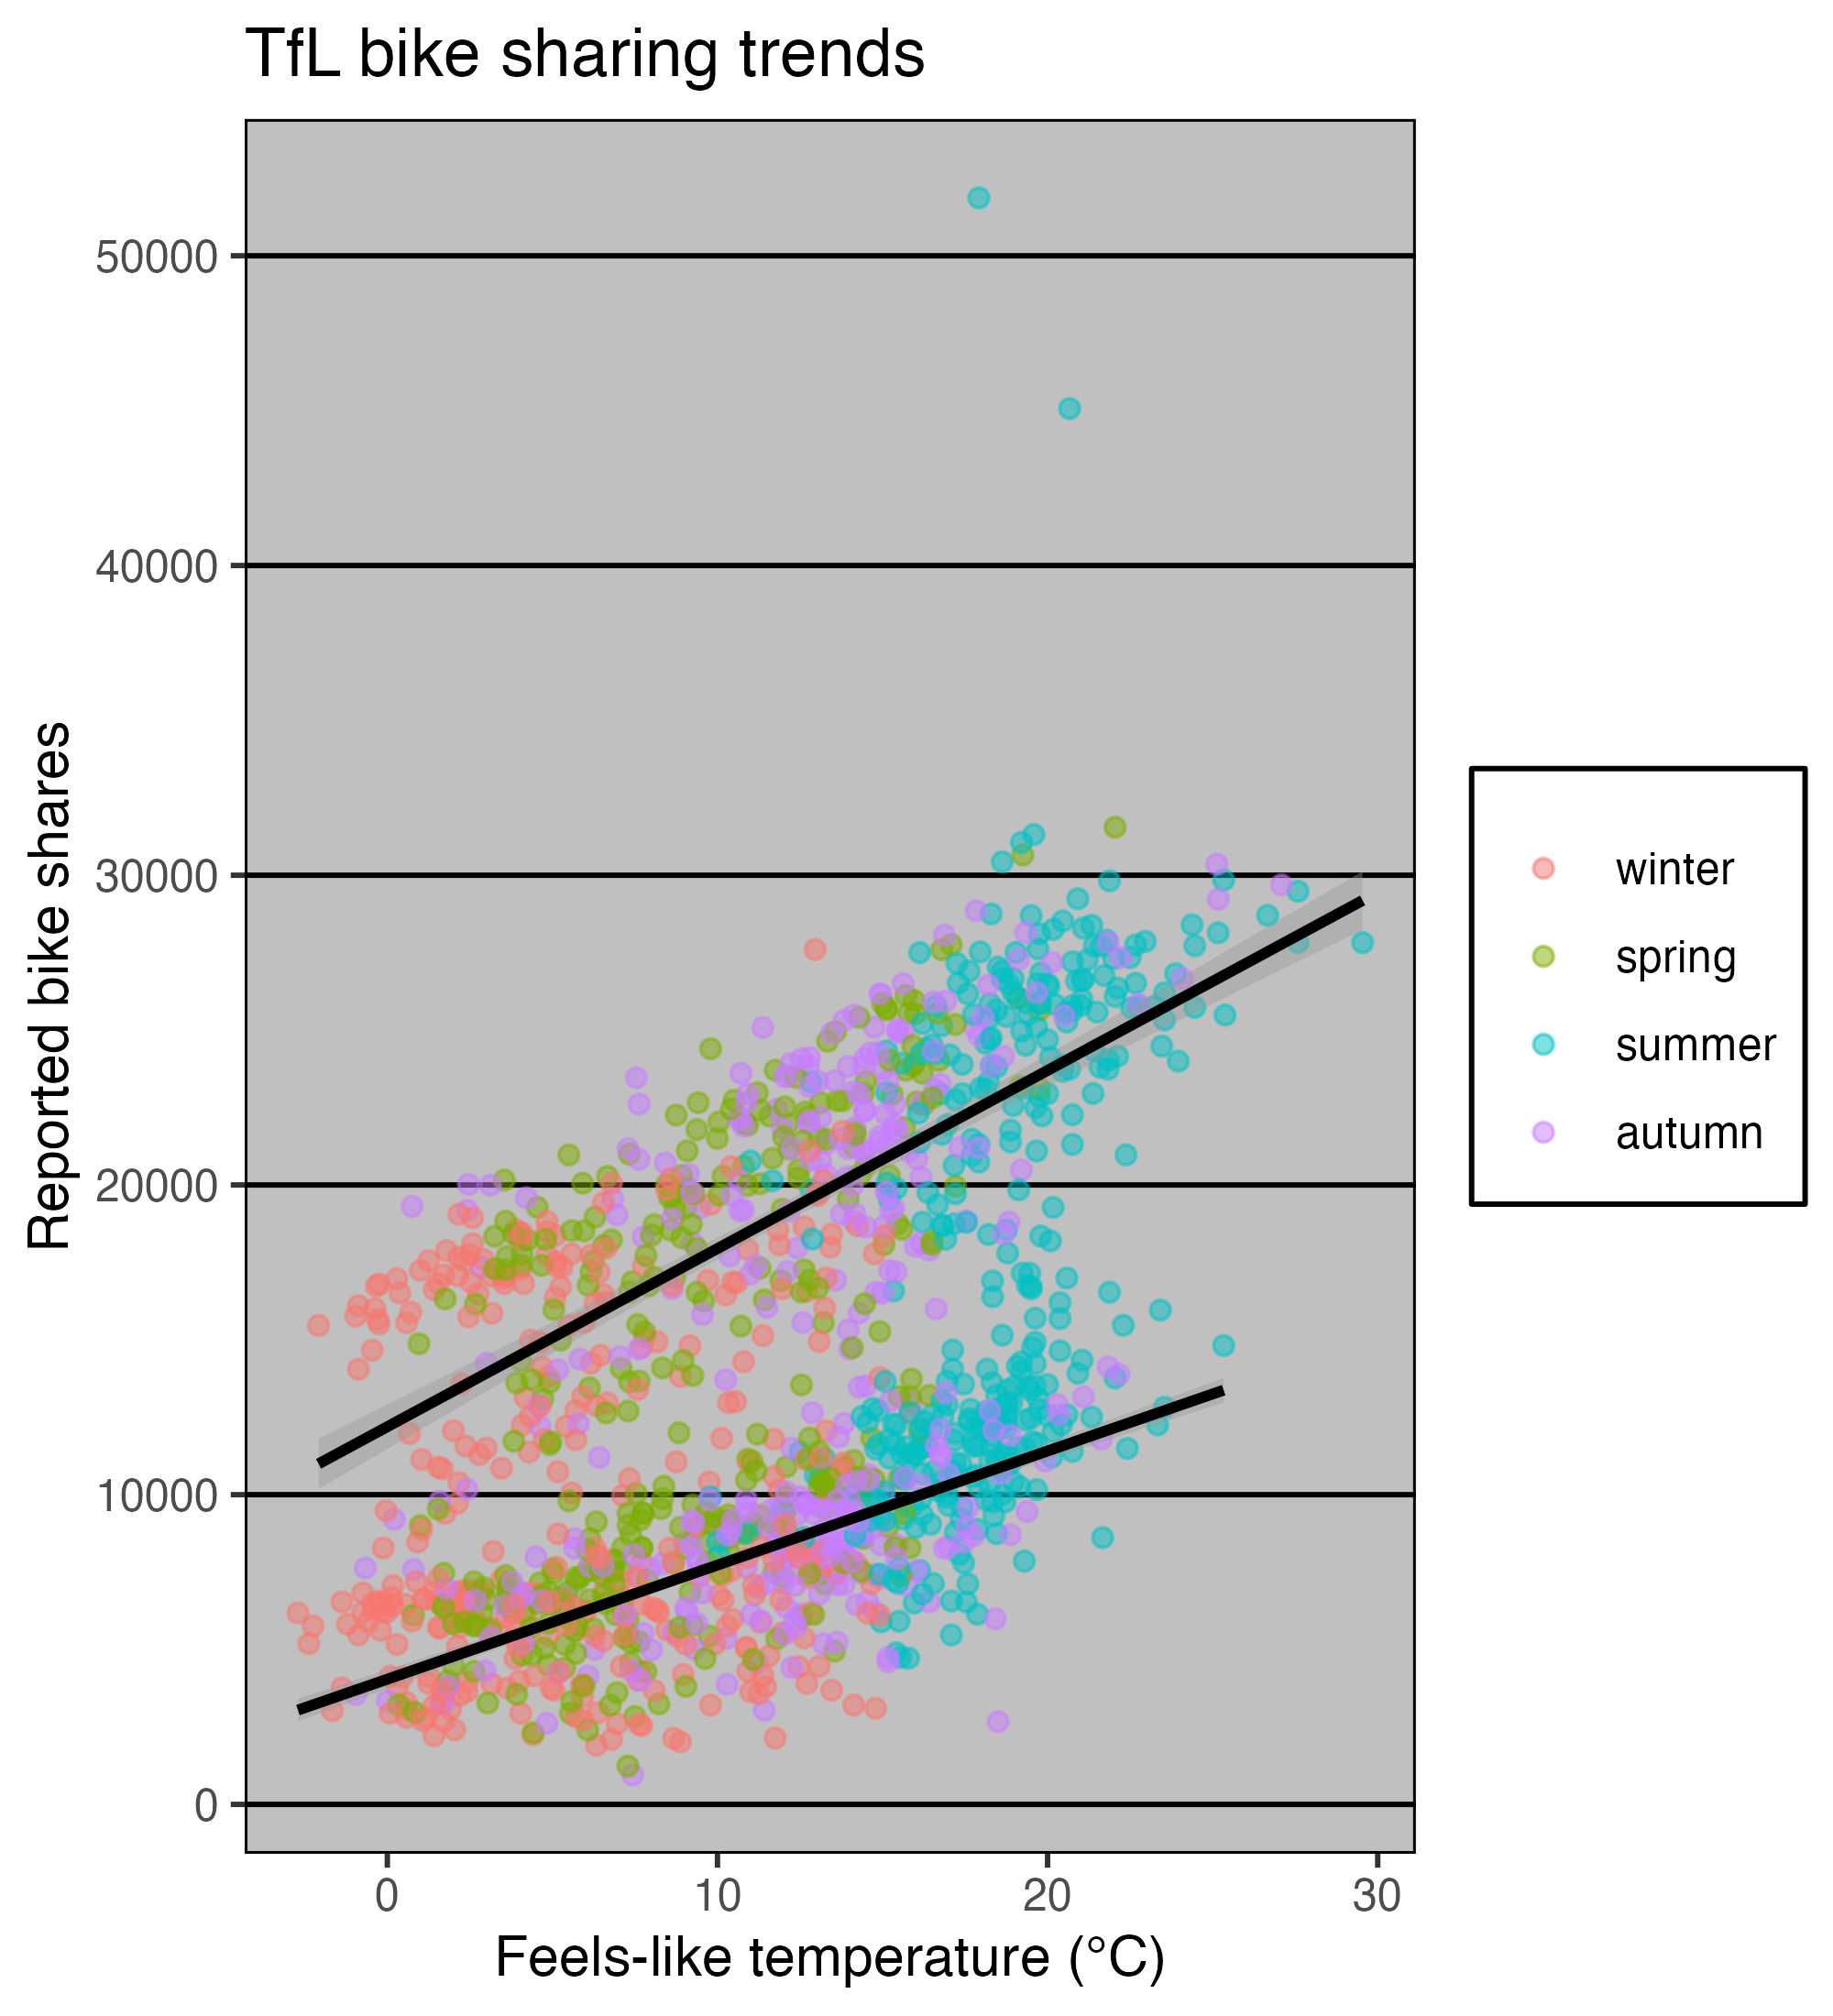 TfL bike sharing trends
Reported bike shares
50000
40000
30000
20000
10000
0
0 10 20 30
Feels-like temperature (°C)
winter
spring
summer
autumn